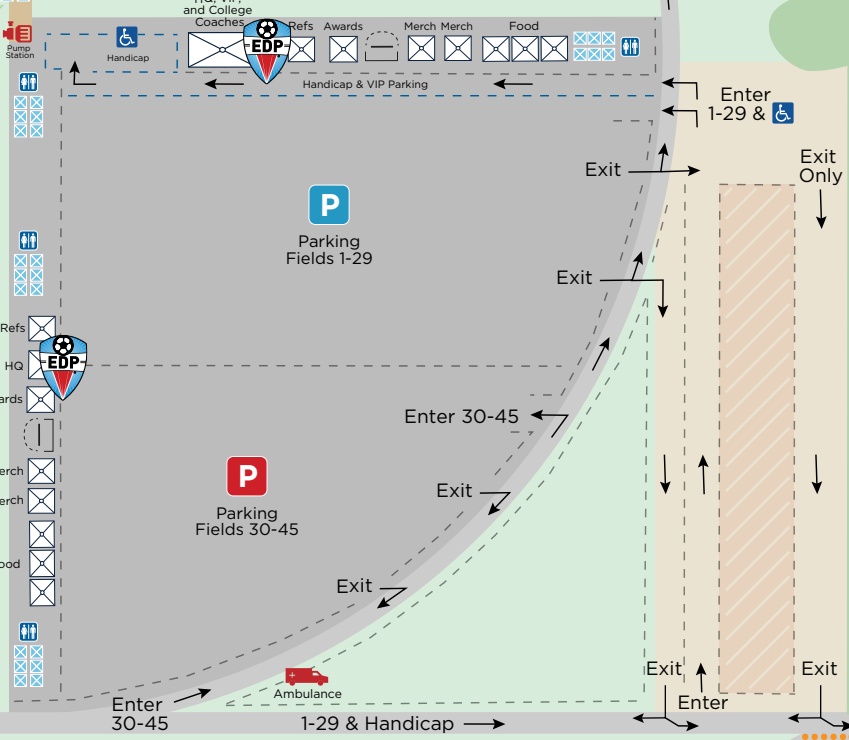 and College
Coaches
Refs
Awards
Merch
Merch
Food
EDP
Pump
Station
Handicap
Handicap & VIP Parking
Enter
1-29 &
Exit
Exit
Only
P
Parking
Fields 1-29
Exit
Refs
HQ
EDP
ards
Enter 30-45
erch
P
Parking
Fields 30-45
Exit
erch
ood
Exit
Ambulance
Enter
30-45
1-29 & Handicap
Exit
Enter
Exit